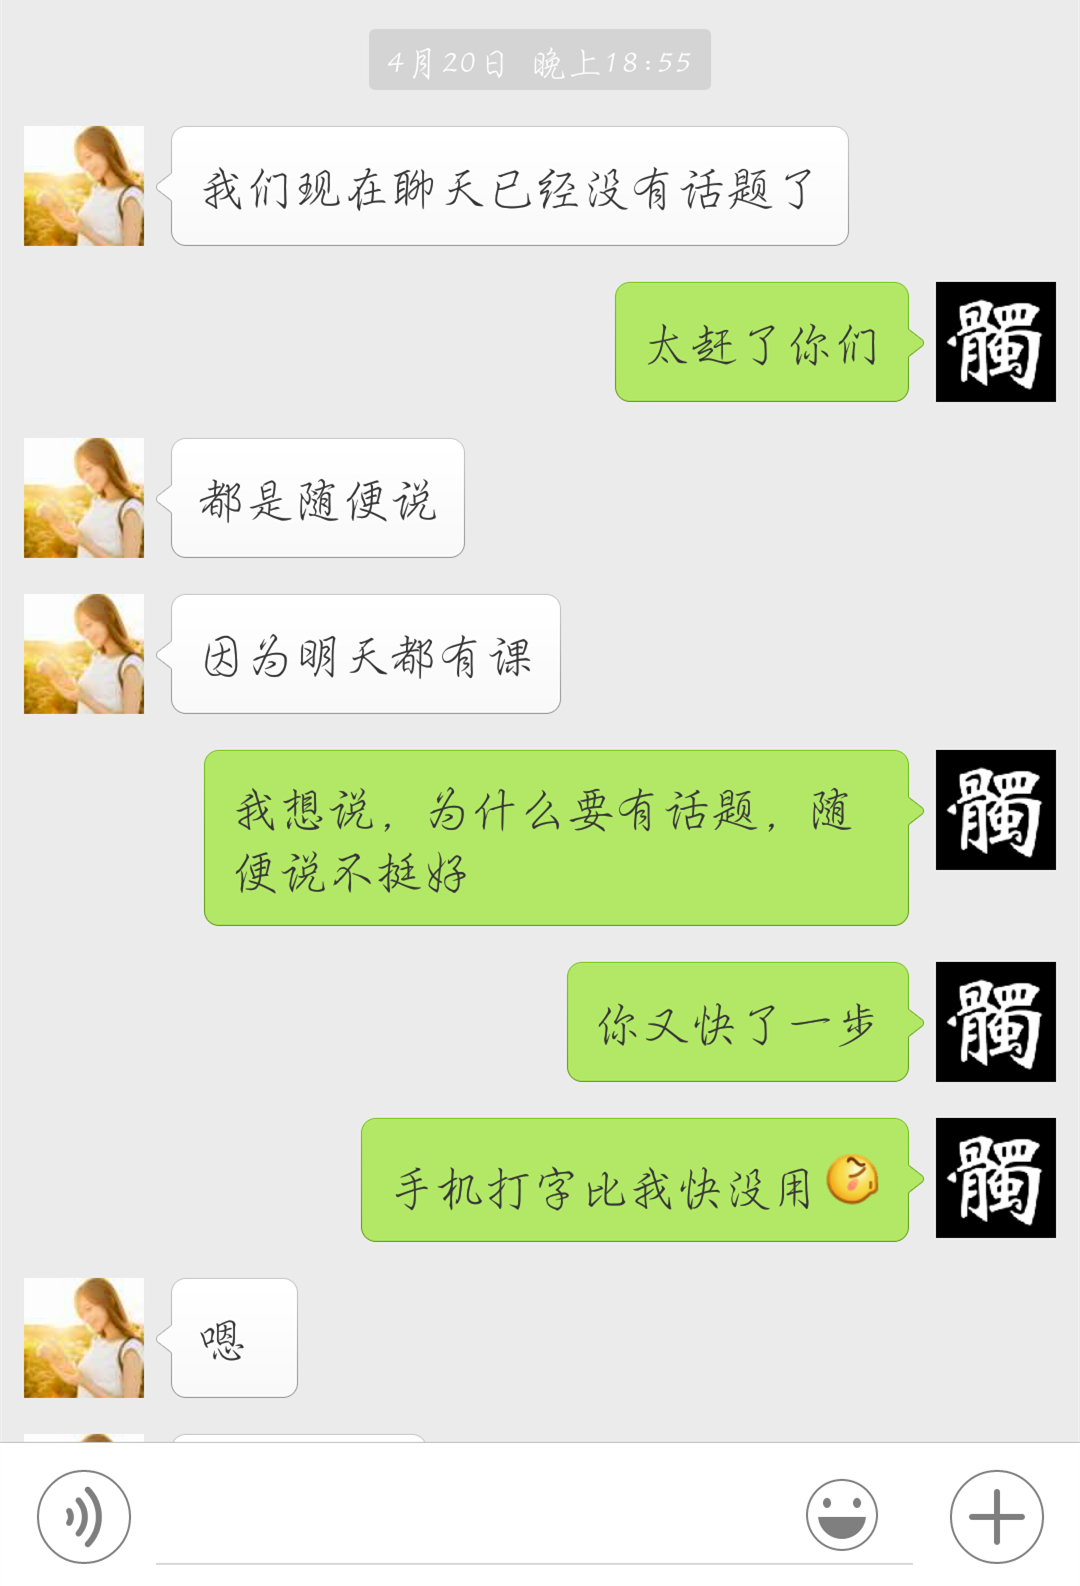 4月20日 晚上18:55
我们现在聊天已经没有话题了
太赶了你们
髑
都是随便说
因为明天都有课
我想说，为什么要有话题，随
便说不挺好
髑
你又快了一步
髑
手机打字比我快没用
髑
嗯